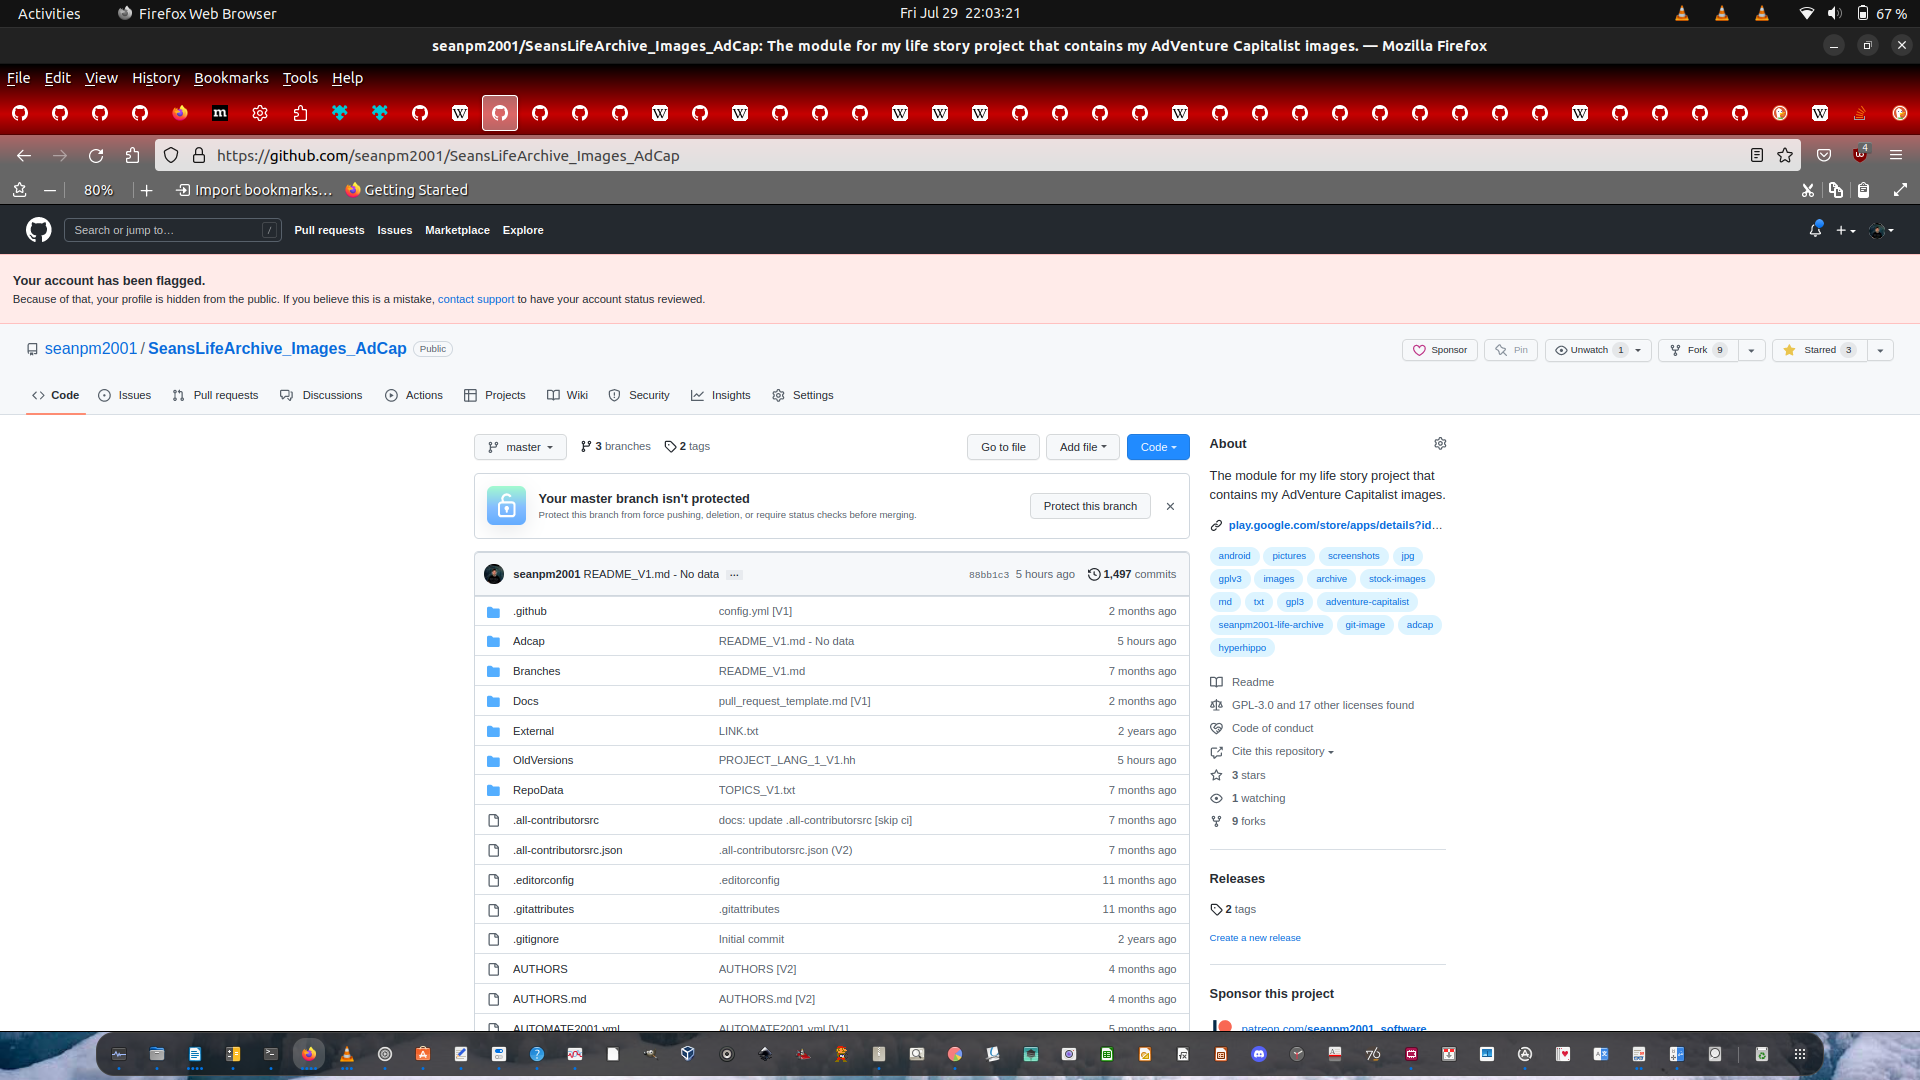 Activities
Firefox Web Browser
Fri Jul 29  22:03:21
67 %
seanpm2001/SeansLifeArchive_Images_AdCap: The module for my life story project that contains my AdVenture Capitalist images. — Mozilla Firefox
File Edit View History Bookmarks Tools Help
https://github.com/seanpm2001/SeansLifeArchive_Images_AdCap
4
80%
Import bookmarks…
Getting Started
Search or jump to…
/
Pull requests Issues Marketplace Explore
Your account has been flagged.
Because of that, your profile is hidden from the public. If you believe this is a mistake, contact support to have your account status reviewed.
seanpm2001 / SeansLifeArchive_Images_AdCap Public
Sponsor
Pin
Unwatch 1
Fork 9
Starred 3
Code Issues Pull requests Discussions Actions Projects Wiki Security Insights Settings
master
3 branches
2 tags
Go to file
Add file
Code
Your master branch isn't protected
Protect this branch from force pushing, deletion, or require status checks before merging.
Protect this branch
seanpm2001 README_V1.md - No data ...
88bb1c3 5 hours ago
1,497 commits
.github config.yml [V1] 2 months ago
Adcap README_V1.md - No data 5 hours ago
Branches README_V1.md 7 months ago
Docs pull_request_template.md [V1] 2 months ago
External LINK.txt 2 years ago
OldVersions PROJECT_LANG_1_V1.hh 5 hours ago
RepoData TOPICS_V1.txt 7 months ago
.all-contributorsrc docs: update .all-contributorsrc [skip ci] 7 months ago
.all-contributorsrc.json .all-contributorsrc.json (V2) 7 months ago
.editorconfig .editorconfig 11 months ago
.gitattributes .gitattributes 11 months ago
.gitignore Initial commit 2 years ago
AUTHORS AUTHORS [V2] 4 months ago
AUTHORS.md AUTHORS.md [V2] 4 months ago
AUTOMATE2001.yml AUTOMATE2001.yml [V1] 5 months ago
About
The module for my life story project that
contains my AdVenture Capitalist images.
play.google.com/store/apps/details?id…
android pictures screenshots jpg
gplv3 images archive stock-images
md txt gpl3 adventure-capitalist
seanpm2001-life-archive git-image adcap
hyperhippo
Readme
GPL-3.0 and 17 other licenses found
Code of conduct
Cite this repository
3 stars
1 watching
9 forks
Releases
2 tags
Create a new release
Sponsor this project
patreon.com/seanpm2001_software